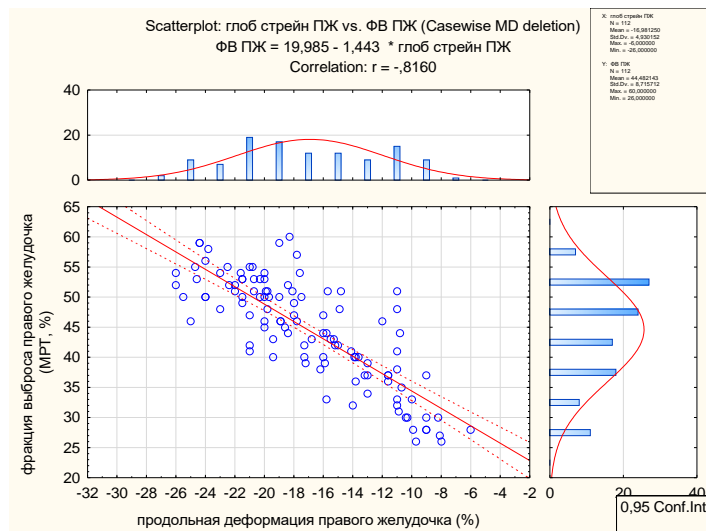 Scatterplot: глоб стрейн ПЖ vs. ФВ ПЖ (Casewise MD deletion)
ФВ ПЖ = 19,985 - 1,443 * глоб стрейн ПЖ
Correlation: r = -,8160
X: глоб стрейн ПЖ
N = 112
Mean = -16,981250
Std.Dv. = 4,930152
Max. = -6,000000
Min. = -26,000000
Y: ФВ ПЖ
N = 112
Mean = 44,482143
Std.Dv. = 8,715712
Max. = 60,000000
Min. = 26,000000
40
20
0
65
60
55
50
45
40
35
30
25
20
фракция выброса правого желудочка
(МРТ, %)
-32 -30 -28 -26 -24 -22 -20 -18 -16 -14 -12 -10 -8 -6 -4 -2
продольная деформация правого желудочка (%)
0 20 40
0,95 Conf.Int